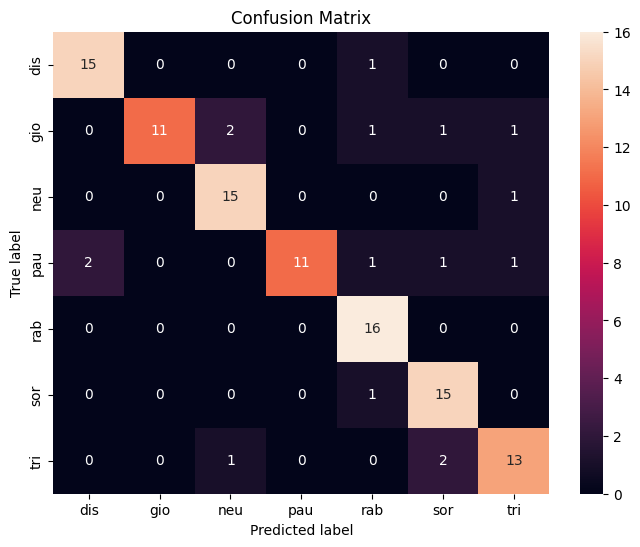 Confusion Matrix
dis 15 0 0 0 1 0 0
gio 0 11 2 0 1 1 1
neu 0 0 15 0 0 0 1
pau 2 0 0 11 1 1 1
rab 0 0 0 0 16 0 0
sor 0 0 0 0 1 15 0
tri 0 0 1 0 0 2 13
dis gio neu pau rab sor tri
Predicted label
True label
16
14
12
10
8
6
4
2
0